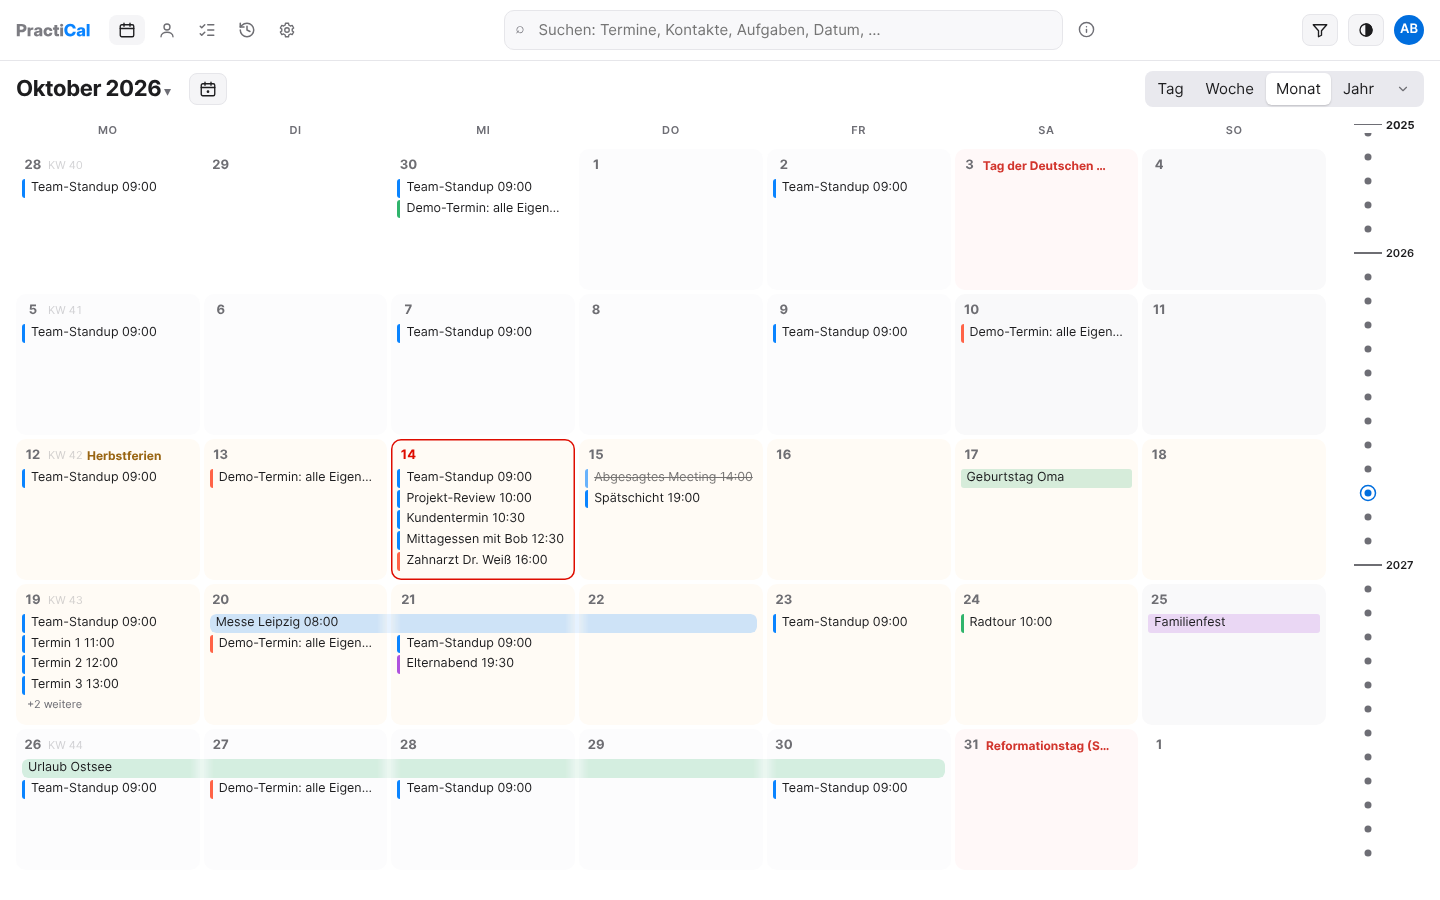 PractiCal
Suchen: Termine, Kontakte, Aufgaben, Datum, ...
AB
Oktober 2026
Tag Woche Monat Jahr
MO DI MI DO FR SA SO
28 KW 40
Team-Standup 09:00
29
30
Team-Standup 09:00
Demo-Termin: alle Eigen...
1
2
Team-Standup 09:00
3 Tag der Deutschen ...
4
5 KW 41
Team-Standup 09:00
6
7
Team-Standup 09:00
8
9
Team-Standup 09:00
10
Demo-Termin: alle Eigen...
11
12 KW 42 Herbstferien
Team-Standup 09:00
13
Demo-Termin: alle Eigen...
14
Team-Standup 09:00
Projekt-Review 10:00
Kundentermin 10:30
Mittagessen mit Bob 12:30
Zahnarzt Dr. Weiß 16:00
15
Abgesagtes Meeting 14:00
Spätschicht 19:00
16
17
Geburtstag Oma
18
19 KW 43
Team-Standup 09:00
Termin 1 11:00
Termin 2 12:00
Termin 3 13:00
+2 weitere
20
Messe Leipzig 08:00
Demo-Termin: alle Eigen...
21
Team-Standup 09:00
Elternabend 19:30
22
23
Team-Standup 09:00
24
Radtour 10:00
25
Familienfest
26 KW 44
Urlaub Ostsee
Team-Standup 09:00
27
Demo-Termin: alle Eigen...
28
Team-Standup 09:00
29
30
Team-Standup 09:00
31 Reformationstag (S...
1
2025
2026
2027